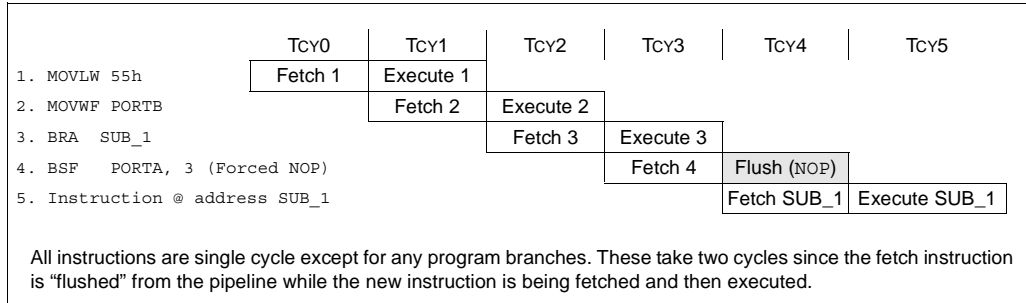 TCY0 TCY1 TCY2 TCY3 TCY4 TCY5
1. MOVLW 55h Fetch 1 Execute 1
2. MOVWF PORTB Fetch 2 Execute 2
3. BRA SUB_1 Fetch 3 Execute 3
4. BSF PORTA, 3 (Forced NOP) Fetch 4 Flush (NOP)
5. Instruction @ address SUB_1 Fetch SUB_1 Execute SUB_1
All instructions are single cycle except for any program branches. These take two cycles since the fetch instruction
is “flushed” from the pipeline while the new instruction is being fetched and then executed.